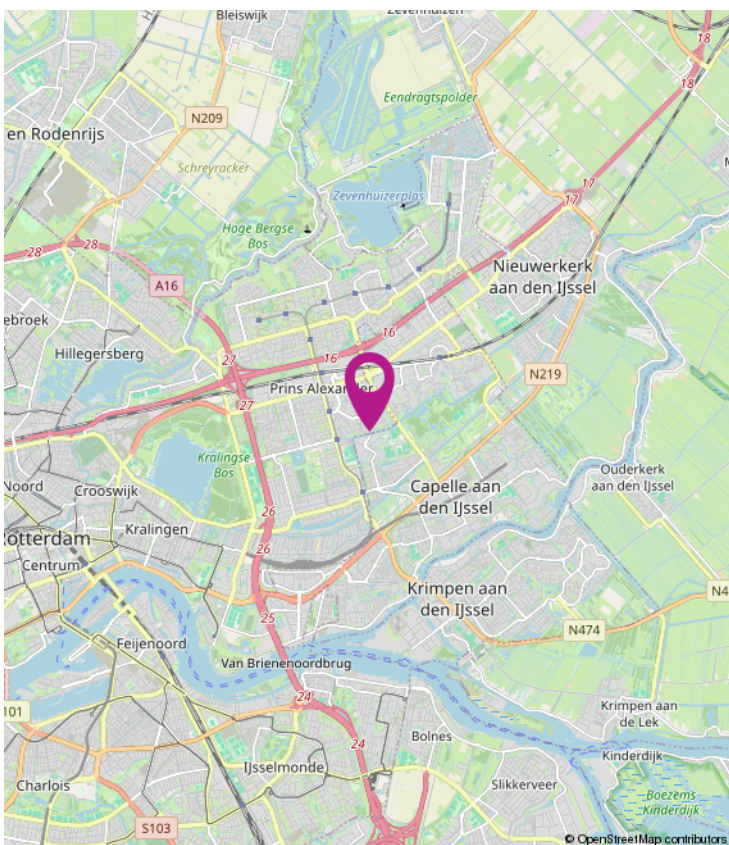 Bleiswijk
Zevenhuizen
18
18
Eendragtspolder
N209
en Rodenrijs
Schreyracker
Zevenhuizerplas
17
17
Hoge Bergse
Bos
28
28
Nieuwerkerk
aan den IJssel
A16
ebroek
16
Hillegersberg
27
16
N219
Prins Alexander
27
Kralingse
Bos
Ouderkerk
aan den IJssel
Noord
Crooswijk
Capelle aan
den IJssel
26
Kralingen
Rotterdam
26
Centrum
Krimpen aan
den IJssel
N4
25
N474
Feijenoord
Van Brienenoordbrug
24
101
Krimpen aan
de Lek
Bolnes
24
Kinderdijk
IJsselmonde
Charlois
Slikkerveer
Boezems
Kinderdijk
S103
© OpenStreetMap contributors